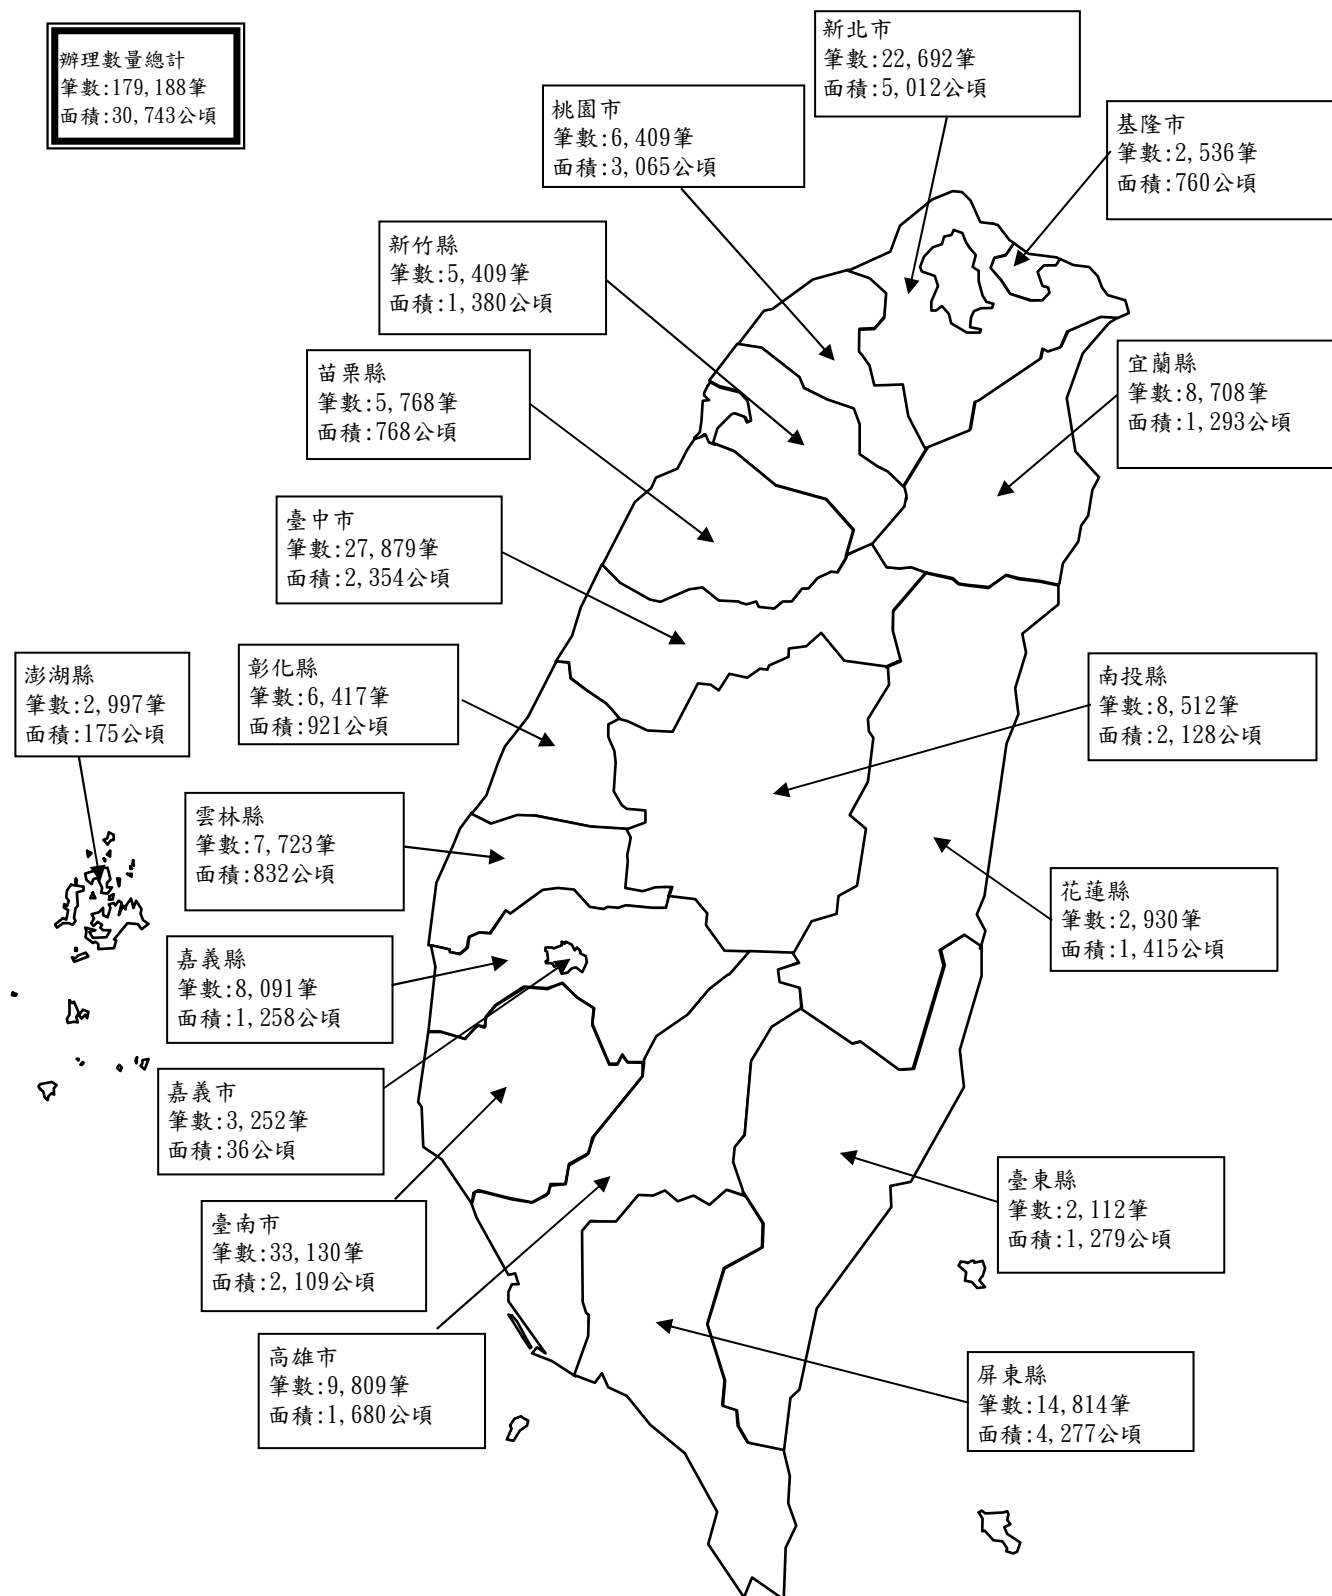 辦理數量總計
筆數:179,188筆
面積:30,743公頃
新北市
筆數:22,692筆
面積:5,012公頃
桃園市
筆數:6,409筆
面積:3,065公頃
基隆市
筆數:2,536筆
面積:760公頃
新竹縣
筆數:5,409筆
面積:1,380公頃
苗栗縣
筆數:5,768筆
面積:768公頃
宜蘭縣
筆數:8,708筆
面積:1,293公頃
臺中市
筆數:27,879筆
面積:2,354公頃
彰化縣
筆數:6,417筆
面積:921公頃
澎湖縣
筆數:2,997筆
面積:175公頃
南投縣
筆數:8,512筆
面積:2,128公頃
雲林縣
筆數:7,723筆
面積:832公頃
花蓮縣
筆數:2,930筆
面積:1,415公頃
嘉義縣
筆數:8,091筆
面積:1,258公頃
嘉義市
筆數:3,252筆
面積:36公頃
臺東縣
筆數:2,112筆
面積:1,279公頃
臺南市
筆數:33,130筆
面積:2,109公頃
高雄市
筆數:9,809筆
面積:1,680公頃
屏東縣
筆數:14,814筆
面積:4,277公頃